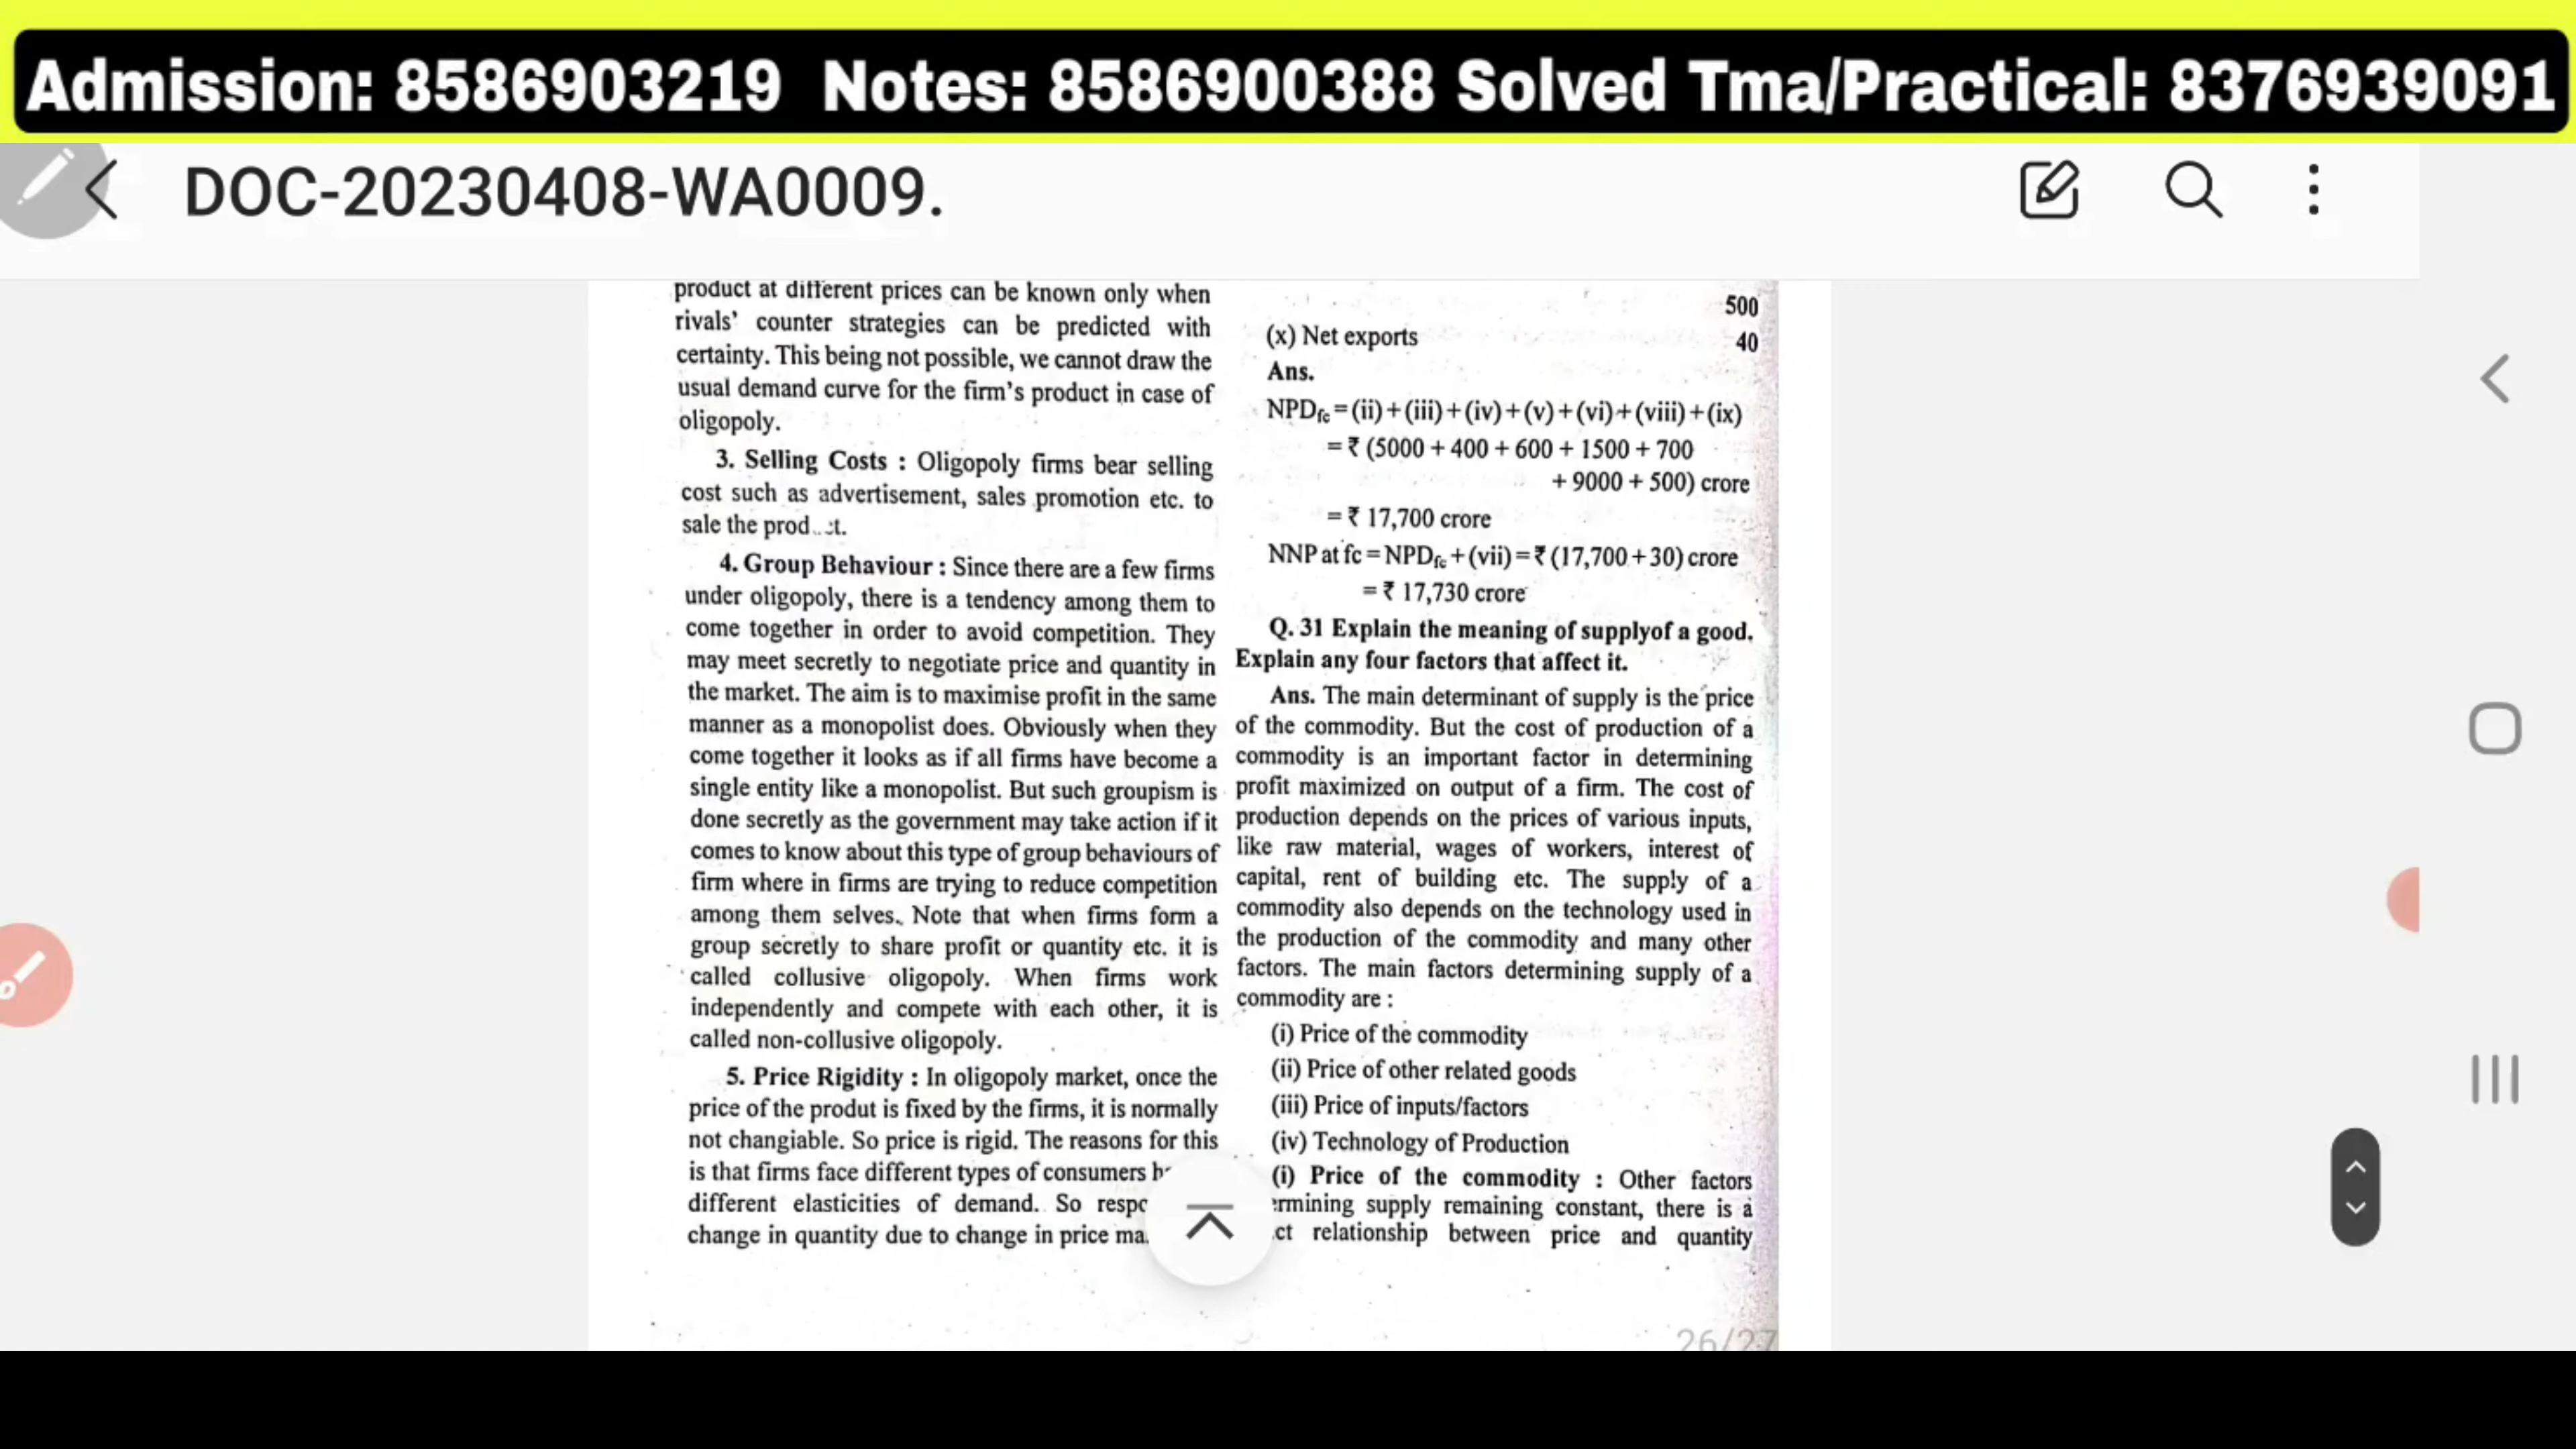 Admission: 8586903219 Notes: 8586900388 Solved Tma/Practical: 8376939091
DOC-20230408-WA0009.
product at different prices can be known only when
rivals' counter strategies can be predicted with
certainty. This being not possible, we cannot draw the
usual demand curve for the firm's product in case of
oligopoly.
3. Selling Costs : Oligopoly firms bear selling
cost such as advertisement, sales promotion etc. to
sale the
4. Group Behaviour : Since there are a few firms
under oligopoly, there is a tendency among them to
come together in order to avoid competition. They
may meet secretly to negotiate price and quantity in
the market. The aim is to maximise profit in the same
manner as a monopolist does. Obviously when they
come together it looks as if all firms have become a
single entity like a monopolist. But such groupism is
done secretly as the government may take action if it
comes to know about this type of group behaviours of
firm where in firms are trying to reduce competition
among them selves. Note that when firms form a
group secretly to share profit or quantity etc. it is
called collusive oligopoly. When firms work
independently and compete with each other, it is
called non-collusive oligopoly.
5. Price Rigidity : In oligopoly market, once the
price of the produt is fixed by the firms, it is normally
not changiable. So price is rigid. The reasons for this
is that firms face different types of consumers
different elasticities of demand. So
change in quantity due to change in price
500
(x) Net exports 40
Ans.
NPDfc = (ii) + (iii) + (iv) + (v) + (vi) + (viii) + (ix)
= ₹ (5000 + 400 + 600 + 1500 + 700
+ 9000 + 500) crore
= ₹ 17,700 crore
NNP at fc = NPDfc + (vii) = ₹ (17,700 + 30) crore
= ₹ 17,730 crore
Q. 31 Explain the meaning of supplyof a good.
Explain any four factors that affect it.
Ans. The main determinant of supply is the price
of the commodity. But the cost of production of a
commodity is an important factor in determining
profit maximized on output of a firm. The cost of
production depends on the prices of various inputs,
like raw material, wages of workers, interest of
capital, rent of building etc. The supply of a
commodity also depends on the technology used in
the production of the commodity and many other
factors. The main factors determining supply of a
commodity are :
(i) Price of the commodity
(ii) Price of other related goods
(iii) Price of inputs/factors
(iv) Technology of Production
(i) Price of the commodity : Other factors
supply remaining constant, there is a
relationship between price and quantity
26/27